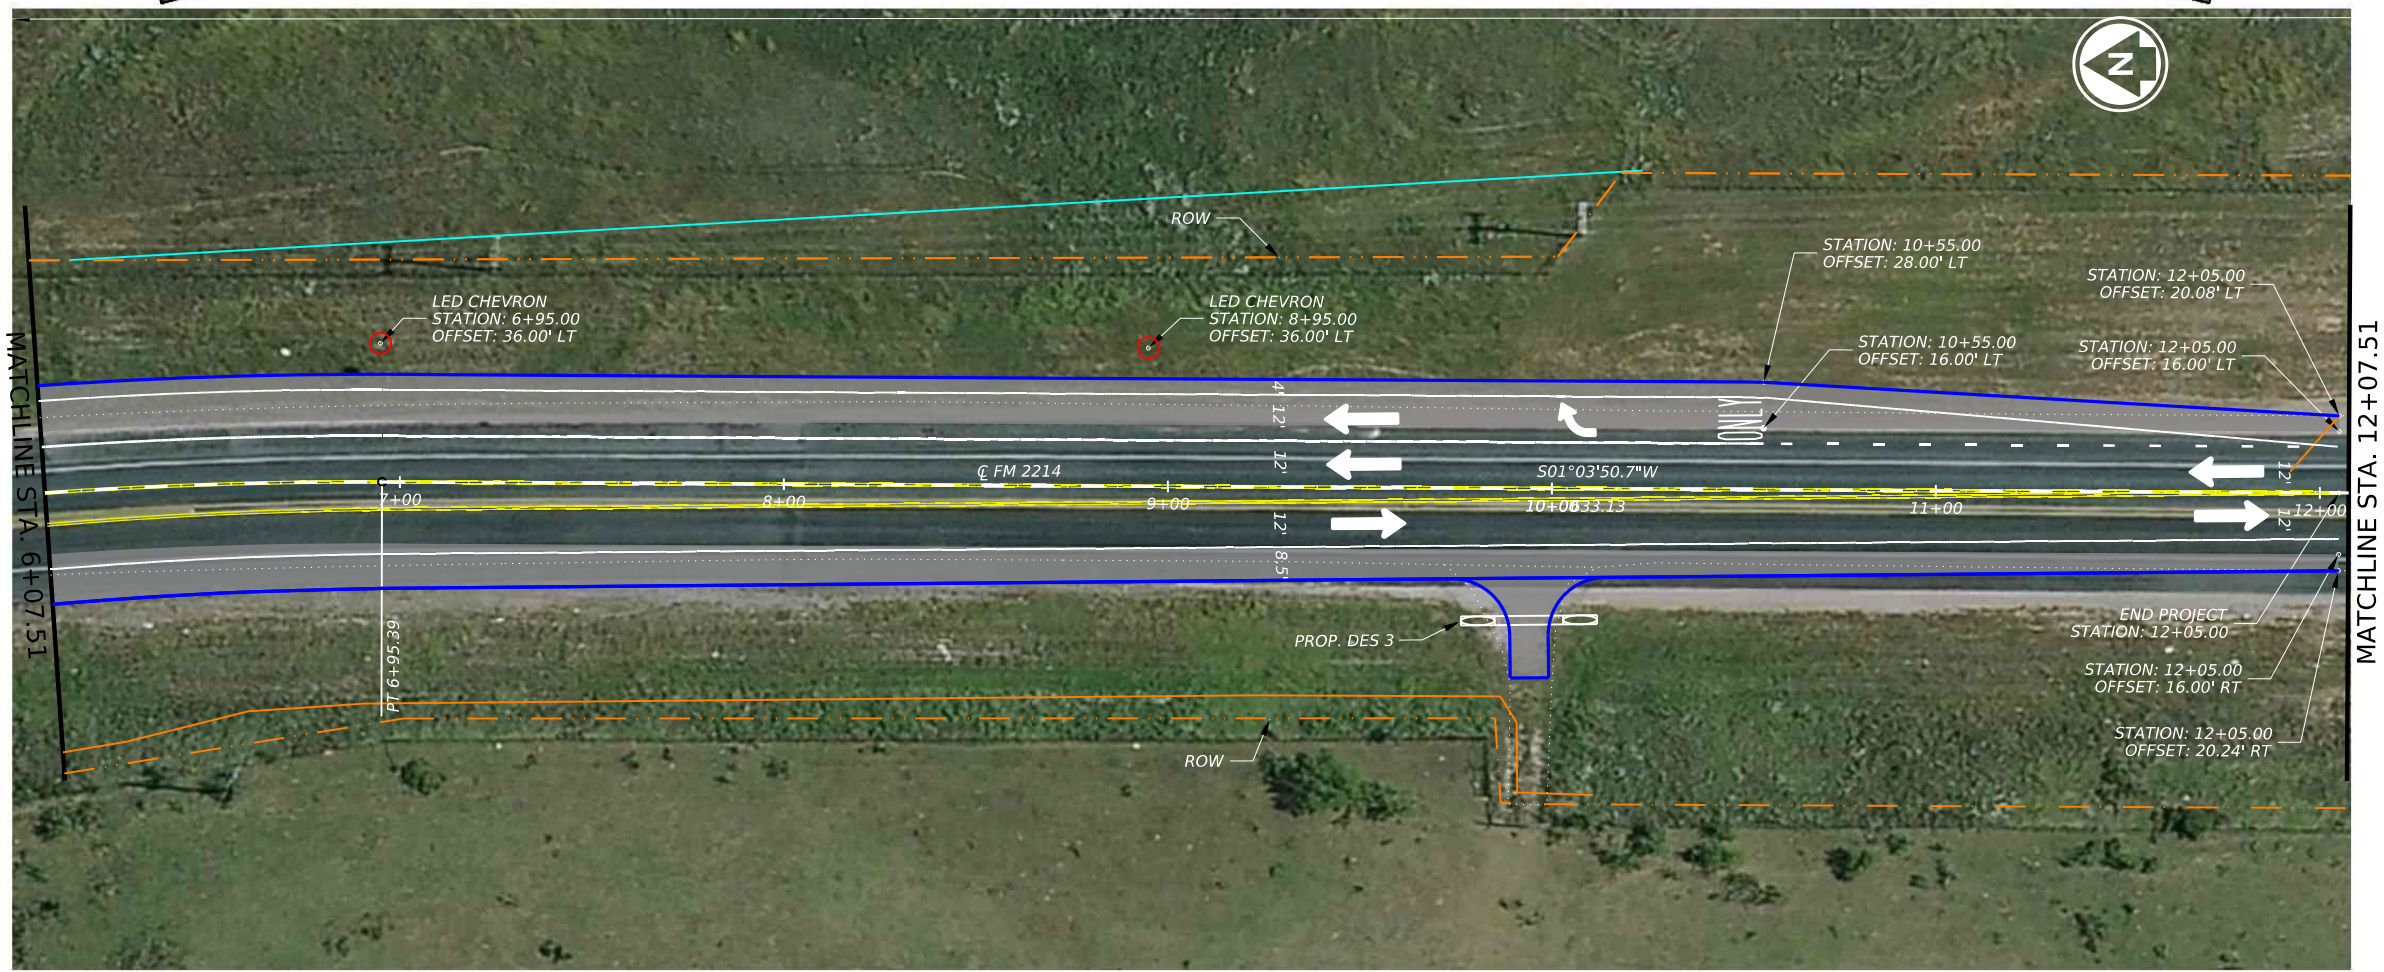 N
ROW
STATION: 10+55.00
OFFSET: 28.00' LT
STATION: 12+05.00
OFFSET: 20.08' LT
LED CHEVRON
STATION: 6+95.00
OFFSET: 36.00' LT
LED CHEVRON
STATION: 8+95.00
OFFSET: 36.00' LT
STATION: 10+55.00
OFFSET: 16.00' LT
STATION: 12+05.00
OFFSET: 16.00' LT
MATCHLINE STA. 6+07.51
MATCHLINE STA. 12+07.51
4'
12'
ONLY
12'
℄ FM 2214
S01°03'50.7"W
12'
7+00
8+00
9+00
10+00
633.13
11+00
12+00
12'
12'
8.5'
PT 6+95.39
PROP. DES 3
END PROJECT
STATION: 12+05.00
STATION: 12+05.00
OFFSET: 16.00' RT
STATION: 12+05.00
OFFSET: 20.24' RT
ROW